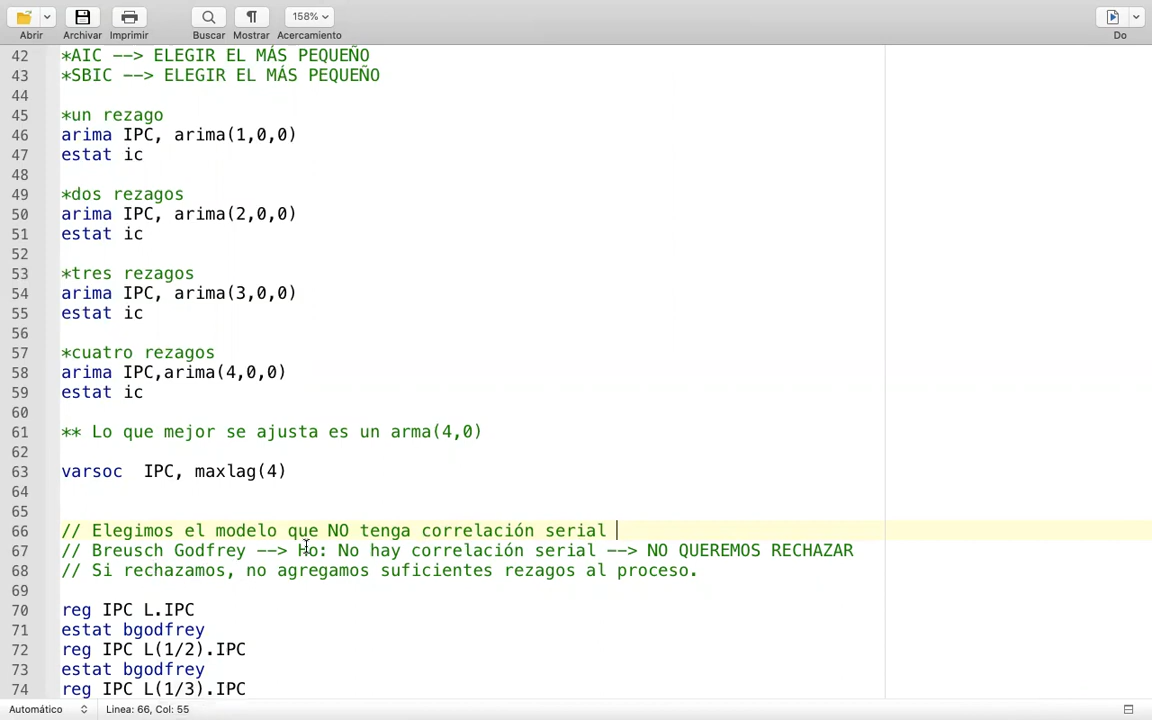 158%
Abrir Archivar Imprimir Buscar Mostrar Acercamiento Do
42 *AIC --> ELEGIR EL MÁS PEQUEÑO
43 *SBIC --> ELEGIR EL MÁS PEQUEÑO
44
45 *un rezago
46 arima IPC, arima(1,0,0)
47 estat ic
48
49 *dos rezagos
50 arima IPC, arima(2,0,0)
51 estat ic
52
53 *tres rezagos
54 arima IPC, arima(3,0,0)
55 estat ic
56
57 *cuatro rezagos
58 arima IPC,arima(4,0,0)
59 estat ic
60
61 ** Lo que mejor se ajusta es un arma(4,0)
62
63 varsoc  IPC, maxlag(4)
64
65
66 // Elegimos el modelo que NO tenga correlación serial
67 // Breusch Godfrey --> Ho: No hay correlación serial --> NO QUEREMOS RECHAZAR
68 // Si rechazamos, no agregamos suficientes rezagos al proceso.
69
70 reg IPC L.IPC
71 estat bgodfrey
72 reg IPC L(1/2).IPC
73 estat bgodfrey
74 reg IPC L(1/3).IPC
Automático Linea: 66, Col: 55